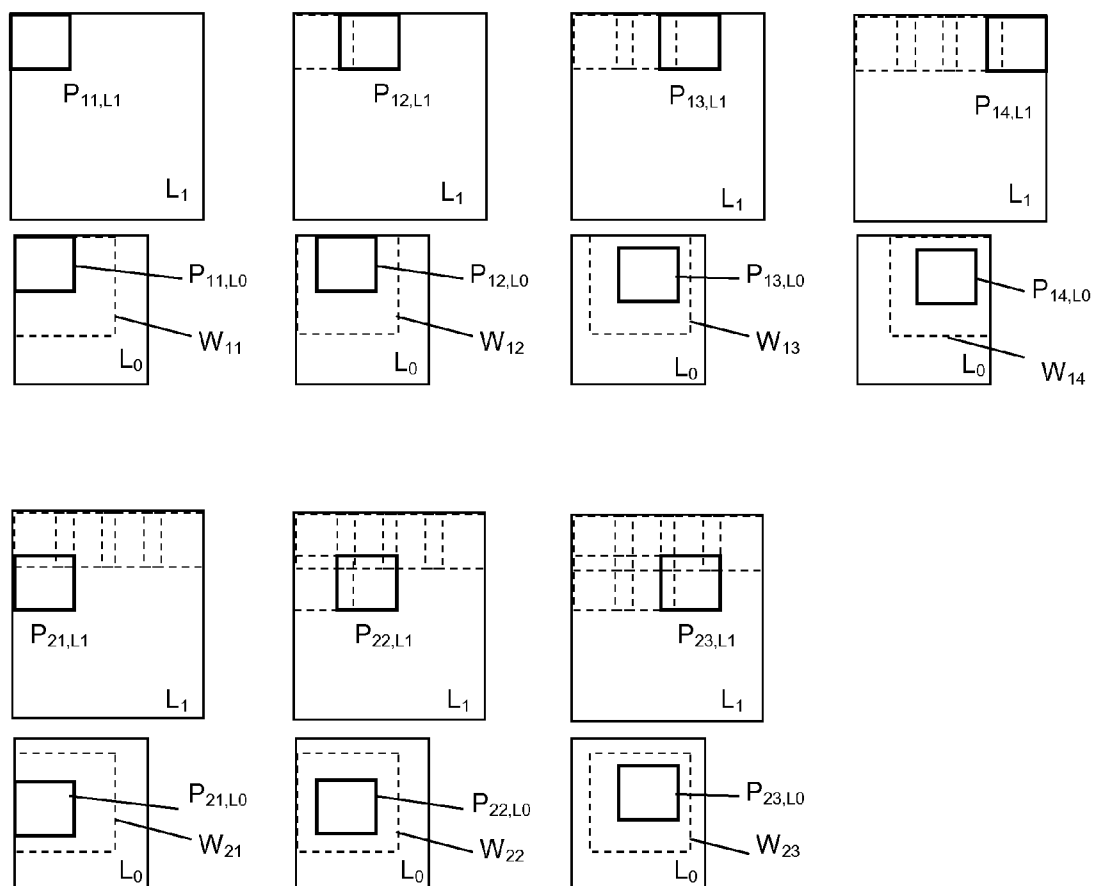 P11,L1 P12,L1 P13,L1 P14,L1
L1 L1 L1 L1
P11,L0 P12,L0 P13,L0 P14,L0
W11 W12 W13 W14
L0 L0 L0 L0
P21,L1 P22,L1 P23,L1
L1 L1 L1
P21,L0 P22,L0 P23,L0
W21 W22 W23
L0 L0 L0